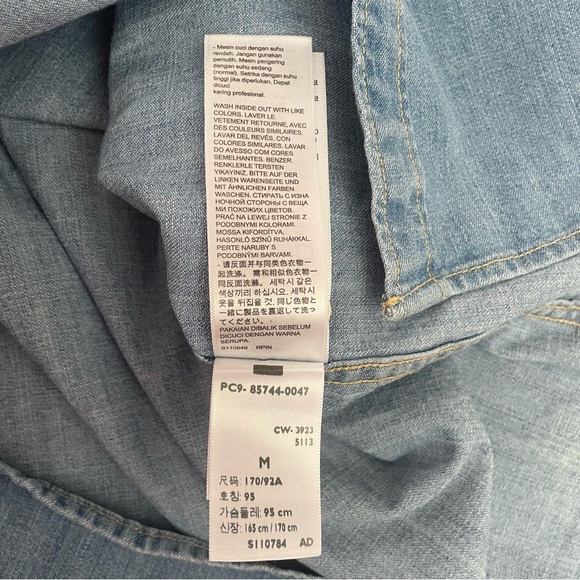 - Mesin cuci dengan suhu
rendah. Jangan gunakan
pemutih. Mesin pengering
dengan suhu sedang
(normal). Setrika dengan suhu
tinggi jika diperlukan. Dapat
dicuci
kering profesional.
WASH INSIDE OUT WITH LIKE
COLORS. LAVER LE
VETEMENT RETOURNE, AVEC
DES COULEURS SIMILAIRES.
LAVAR DEL REVÉS, CON
COLORES SIMILARES. LAVAR
DO AVESSO COM CORES
SEMELHANTES. BENZER
RENKLERLE TERSTEN
YIKAYINIZ. BITTE AUF DER
LINKEN WARENSEITE UND
MIT ÄHNLICHEN FARBEN
WASCHEN. СТИРАТЬ С ИЗНА
НОЧНОЙ СТОРОНЫ С ВЕЩА
МИ ПОХОЖИХ ЦВЕТОВ.
PRAĆ NA LEWEJ STRONIE Z
PODOBNYMI KOLORAMI.
MOSSA KIFORDÍTVA,
HASONLÓ SZÍNŰ RUHÁKKAL.
PERTE NARUBY S
PODOBNÝMI BARVAMI.
- 请反面并与同类色衣物一
起洗涤。 需和相似色衣物一
同反面洗涤. 세탁시 같은
색상끼리 하십시요. 세탁시
옷을 뒤집을 것. 同じ色物と
一緒に製品を裏返して洗っ
てください。
PAKAIAN DIBALIK SEBELUM
DICUCI DENGAN WARNA
SERUPA.
S110649 RPIN
PC9- 85744-0047
CW- 3923
5113
M
尺码: 170/92A
호칭: 95
가슴둘레: 95 cm
신장: 165 cm / 170 cm
S110784 AD